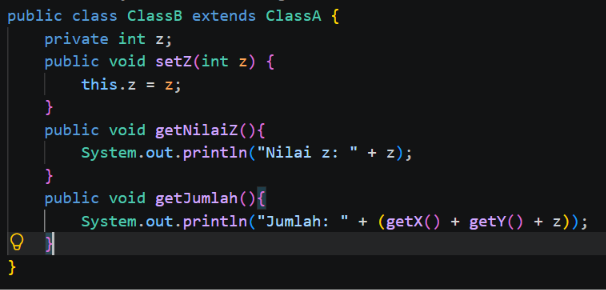 public class ClassB extends ClassA {
    private int z;
    public void setZ(int z) {
        this.z = z;
    }
    public void getNilaiZ(){
        System.out.println("Nilai z: " + z);
    }
    public void getJumlah(){
        System.out.println("Jumlah: " + (getX() + getY() + z));
    }
}